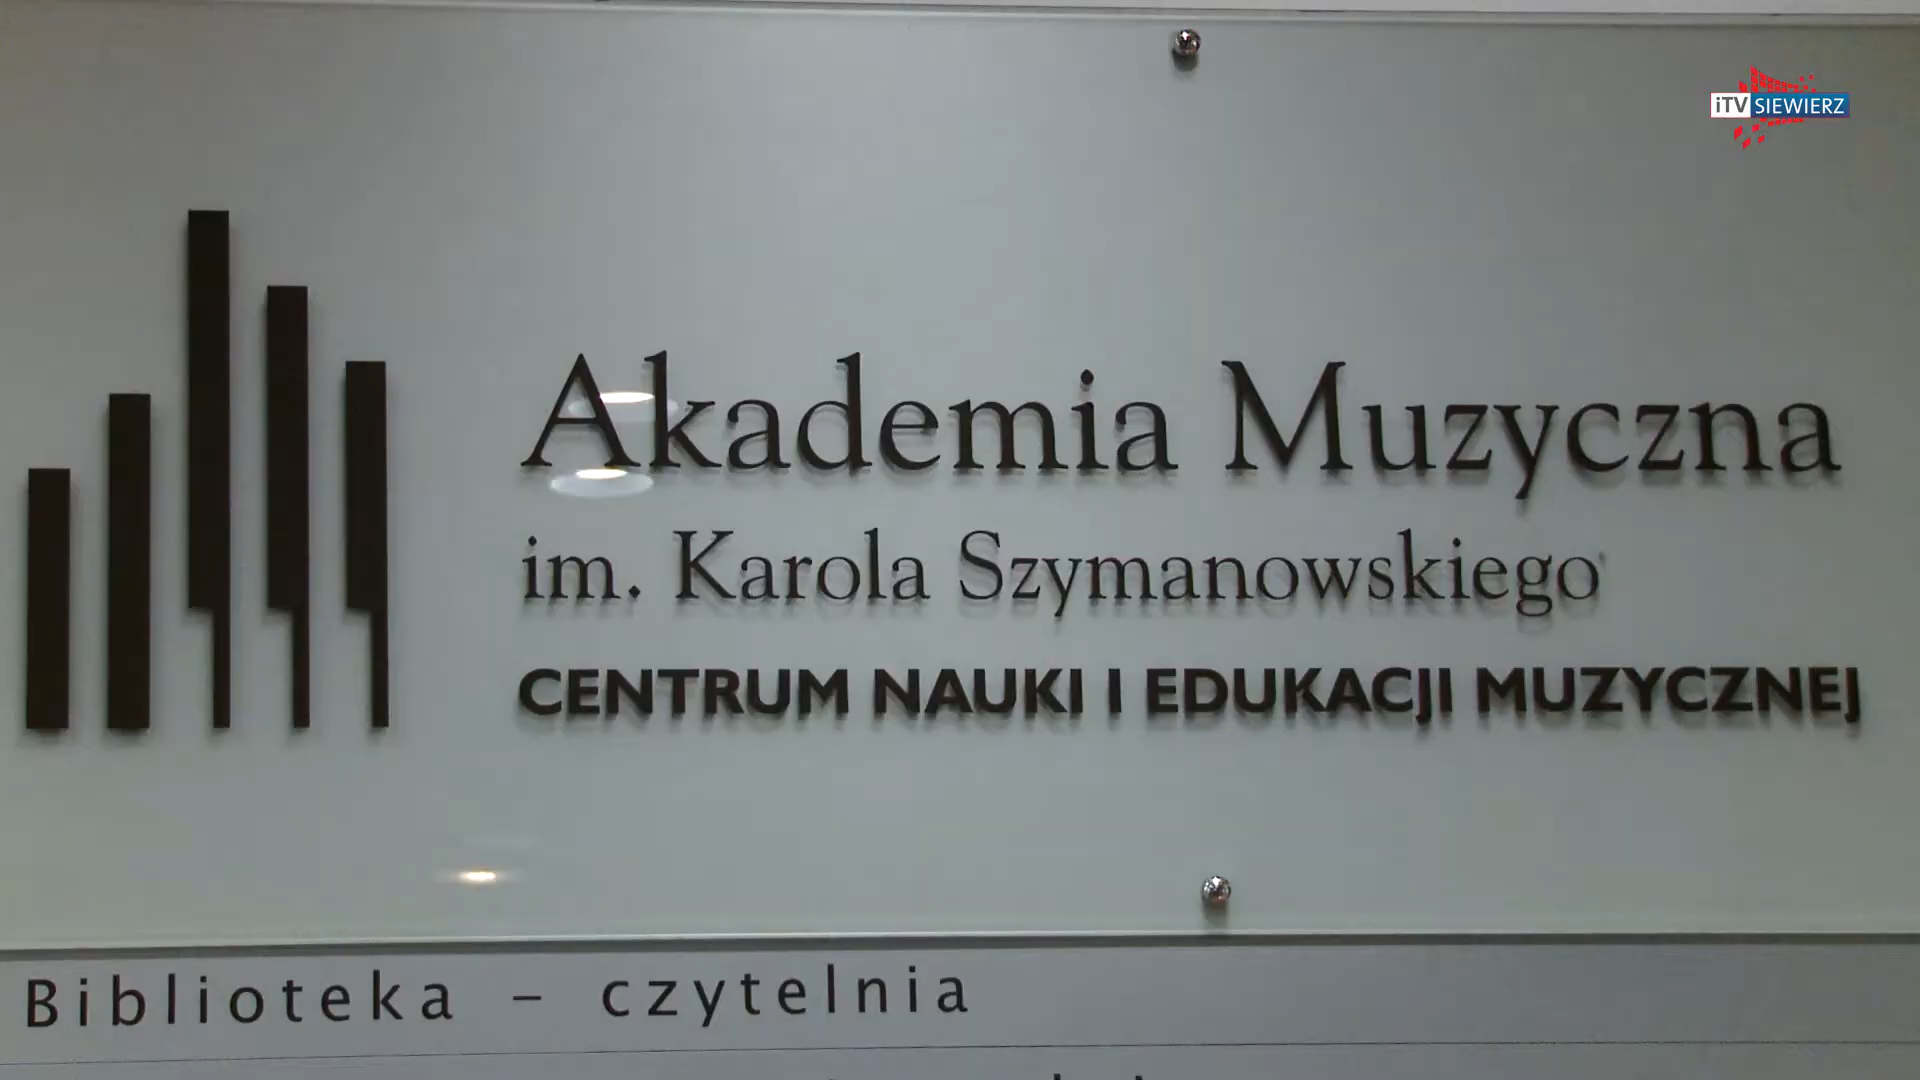 iTV SIEWIERZ
Akademia Muzyczna
im. Karola Szymanowskiego
CENTRUM NAUKI I EDUKACJI MUZYCZNEJ
Biblioteka – czytelnia